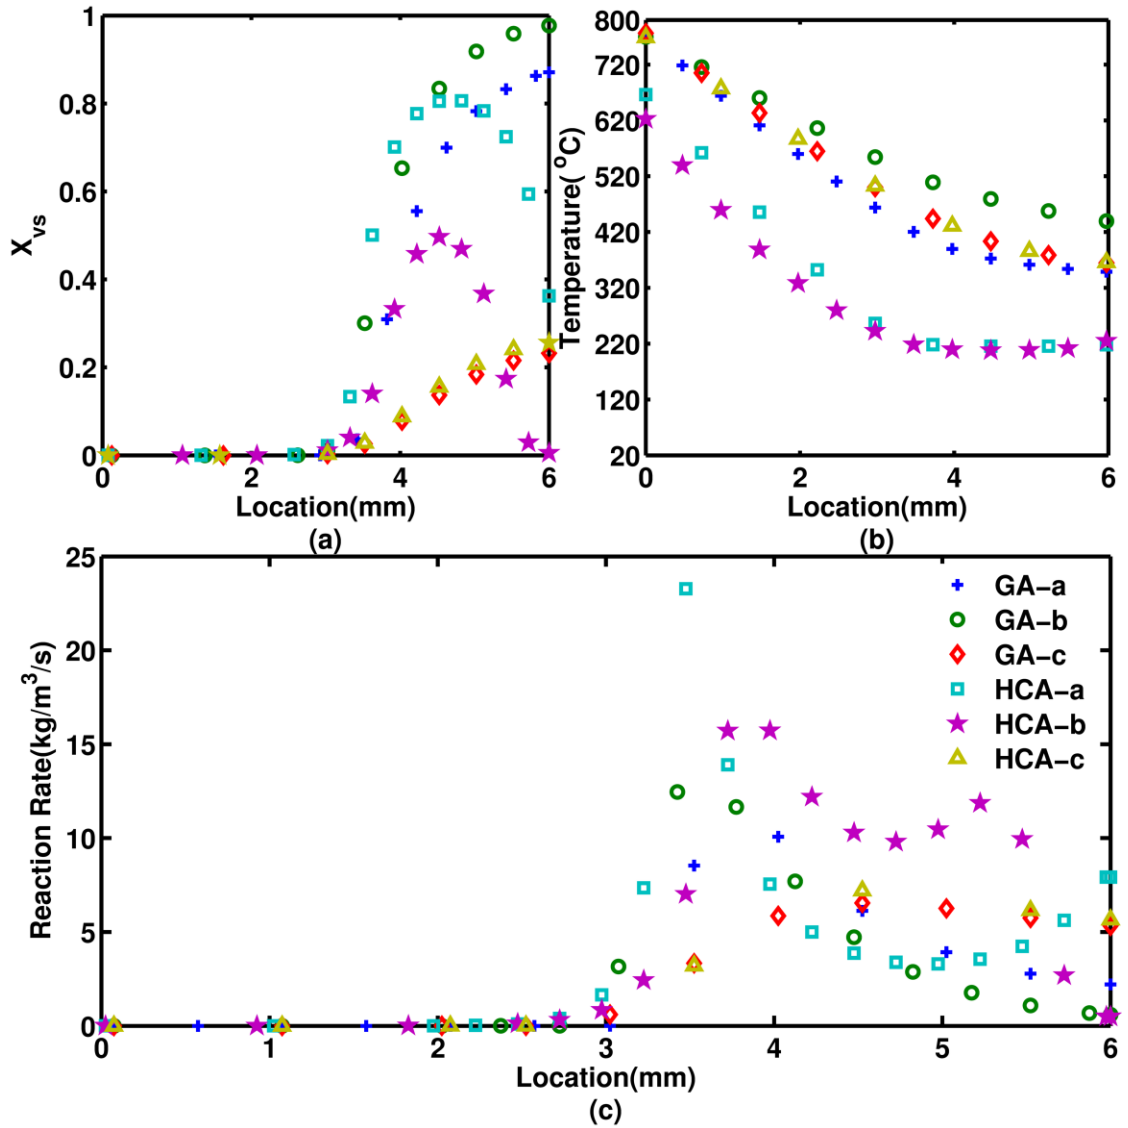 1
0.8
0.6
0.4
0.2
0
0 2 4 6
X_vs
Location(mm)
(a)
800
720
620
520
420
320
220
120
20
0 2 4 6
Temperature( °C)
Location(mm)
(b)
25
20
15
10
5
0
0 1 2 3 4 5 6
Reaction Rate(kg/m³/s)
Location(mm)
(c)
GA-a
GA-b
GA-c
HCA-a
HCA-b
HCA-c